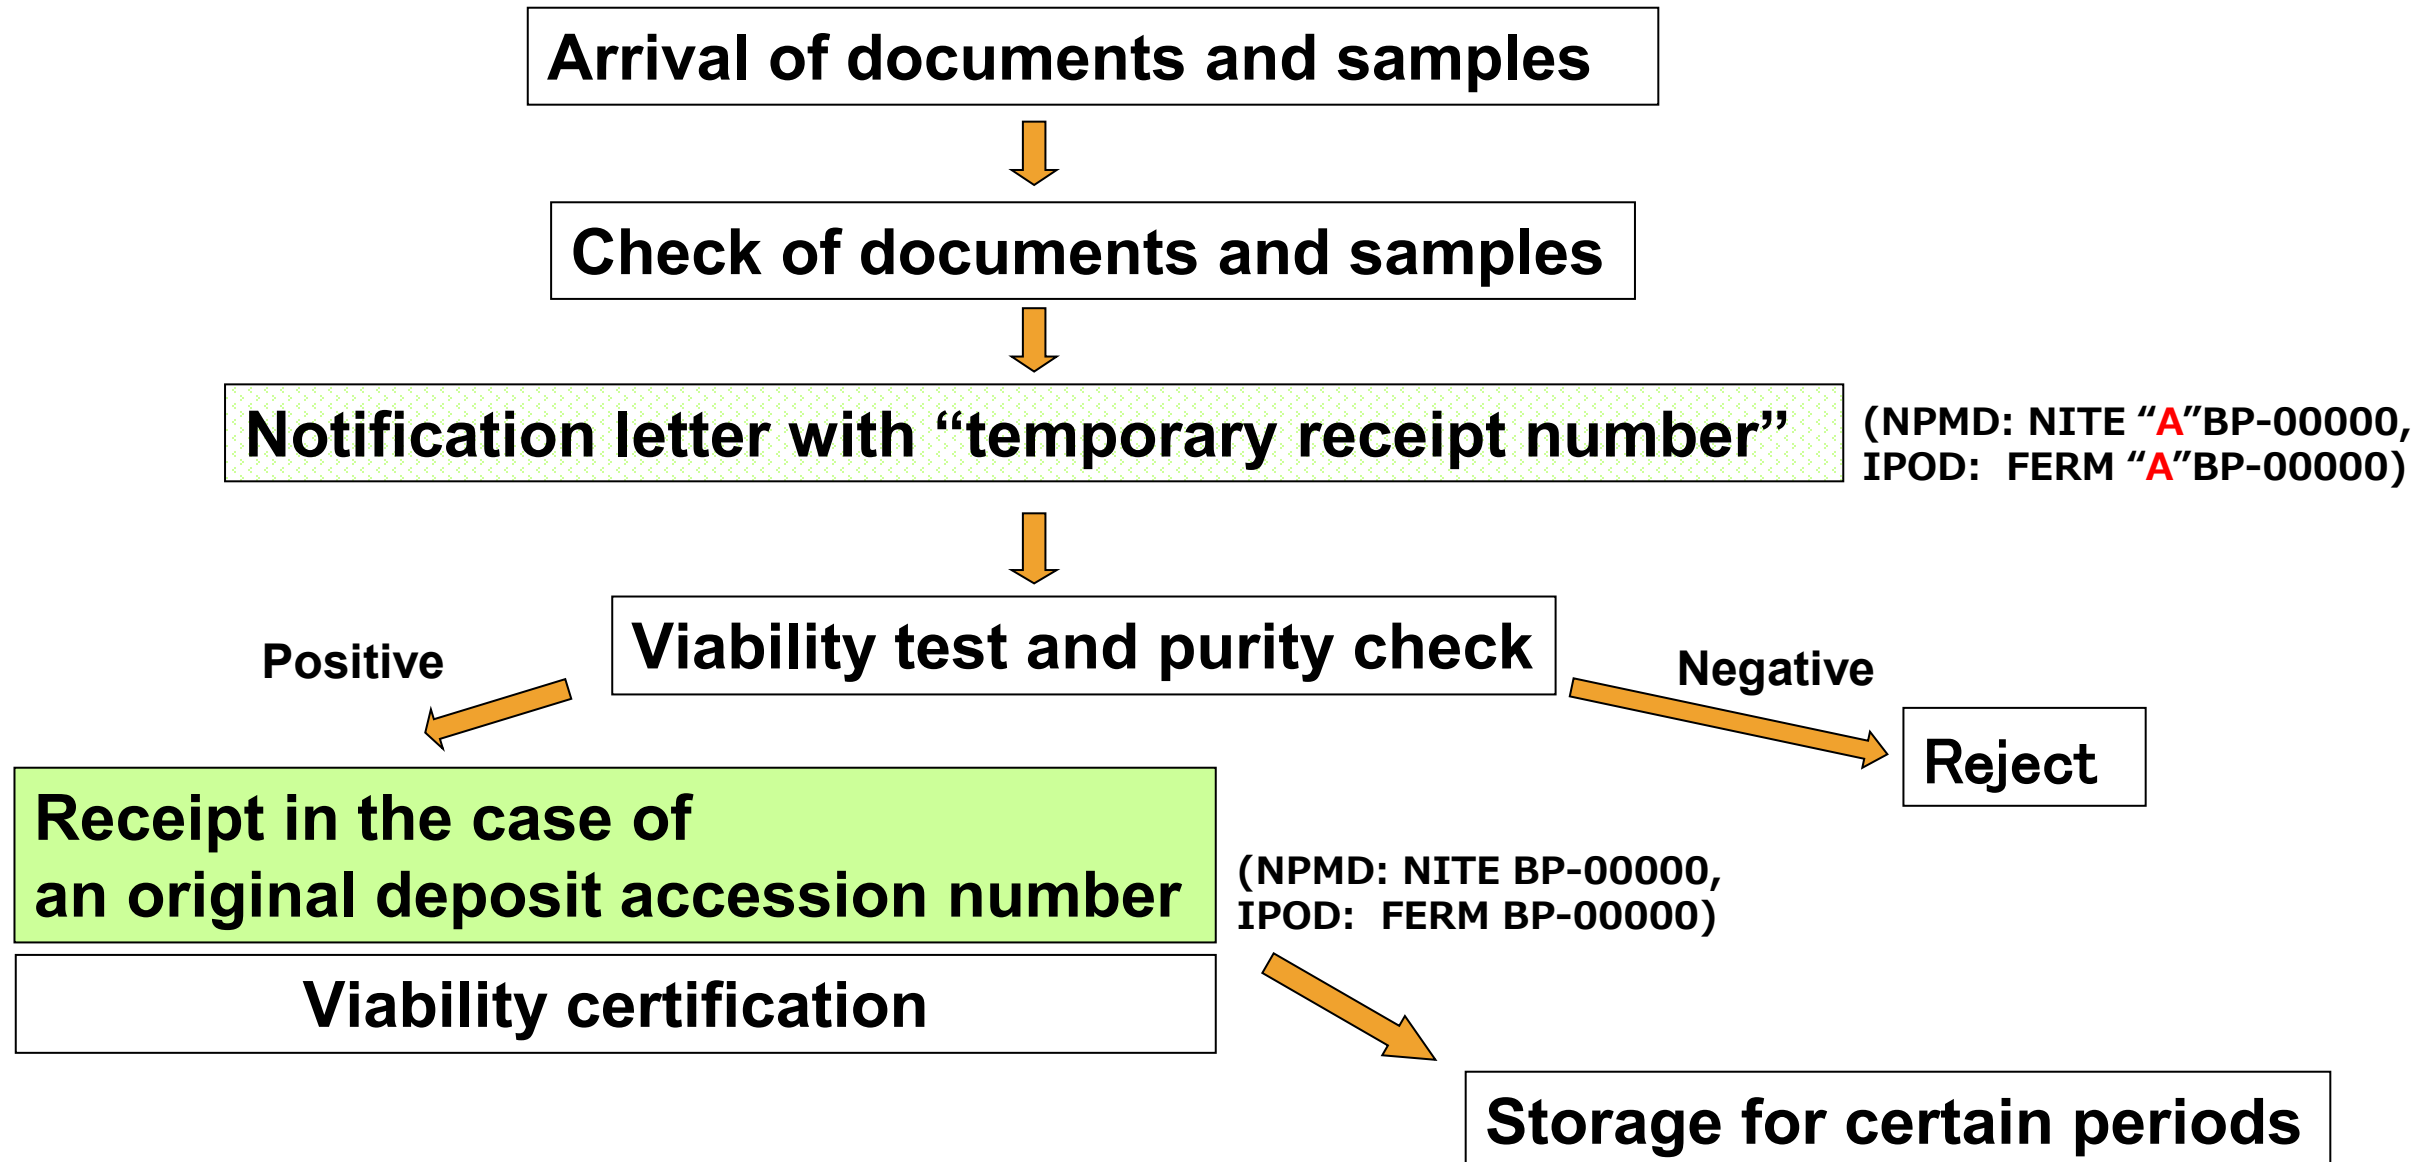 Arrival of documents and samples
Check of documents and samples
Notification letter with “temporary receipt number”
(NPMD: NITE “A”BP-00000,
IPOD: FERM “A”BP-00000)
Viability test and purity check
Positive
Negative
Reject
Receipt in the case of
an original deposit accession number
(NPMD: NITE BP-00000,
IPOD: FERM BP-00000)
Viability certification
Storage for certain periods